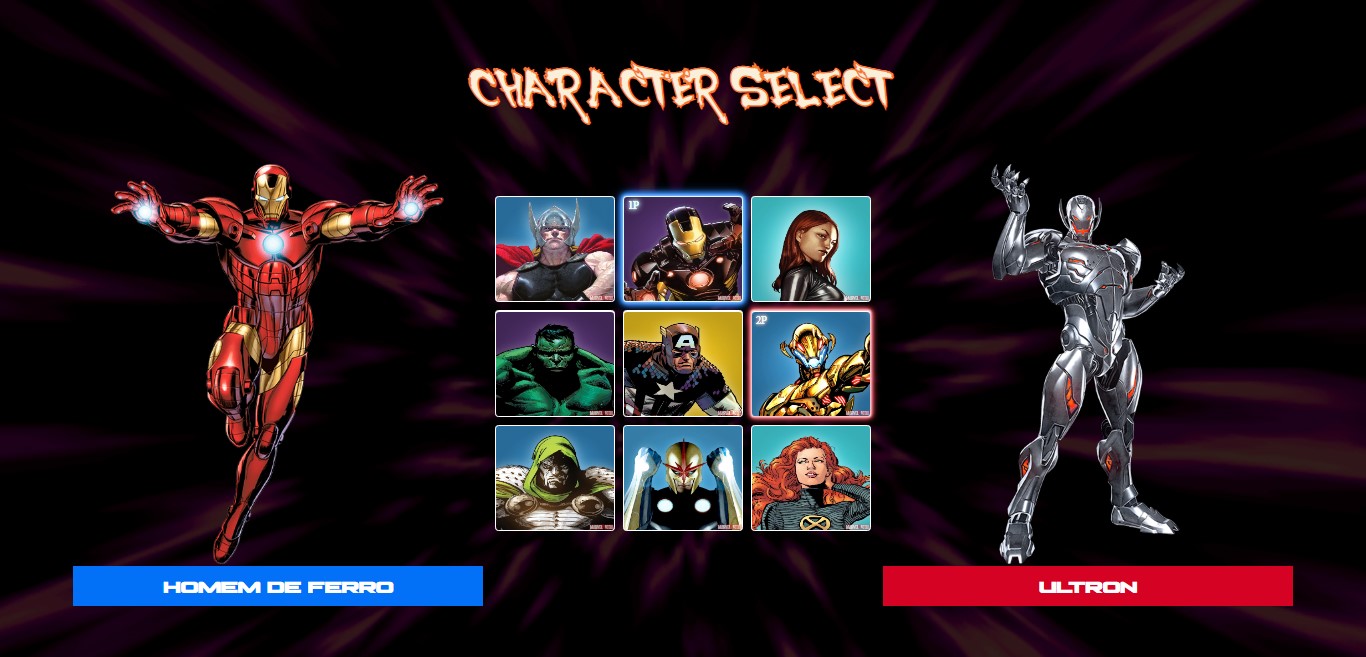 CHARACTER SELECT
1P
2P
HOMEM DE FERRO
ULTRON